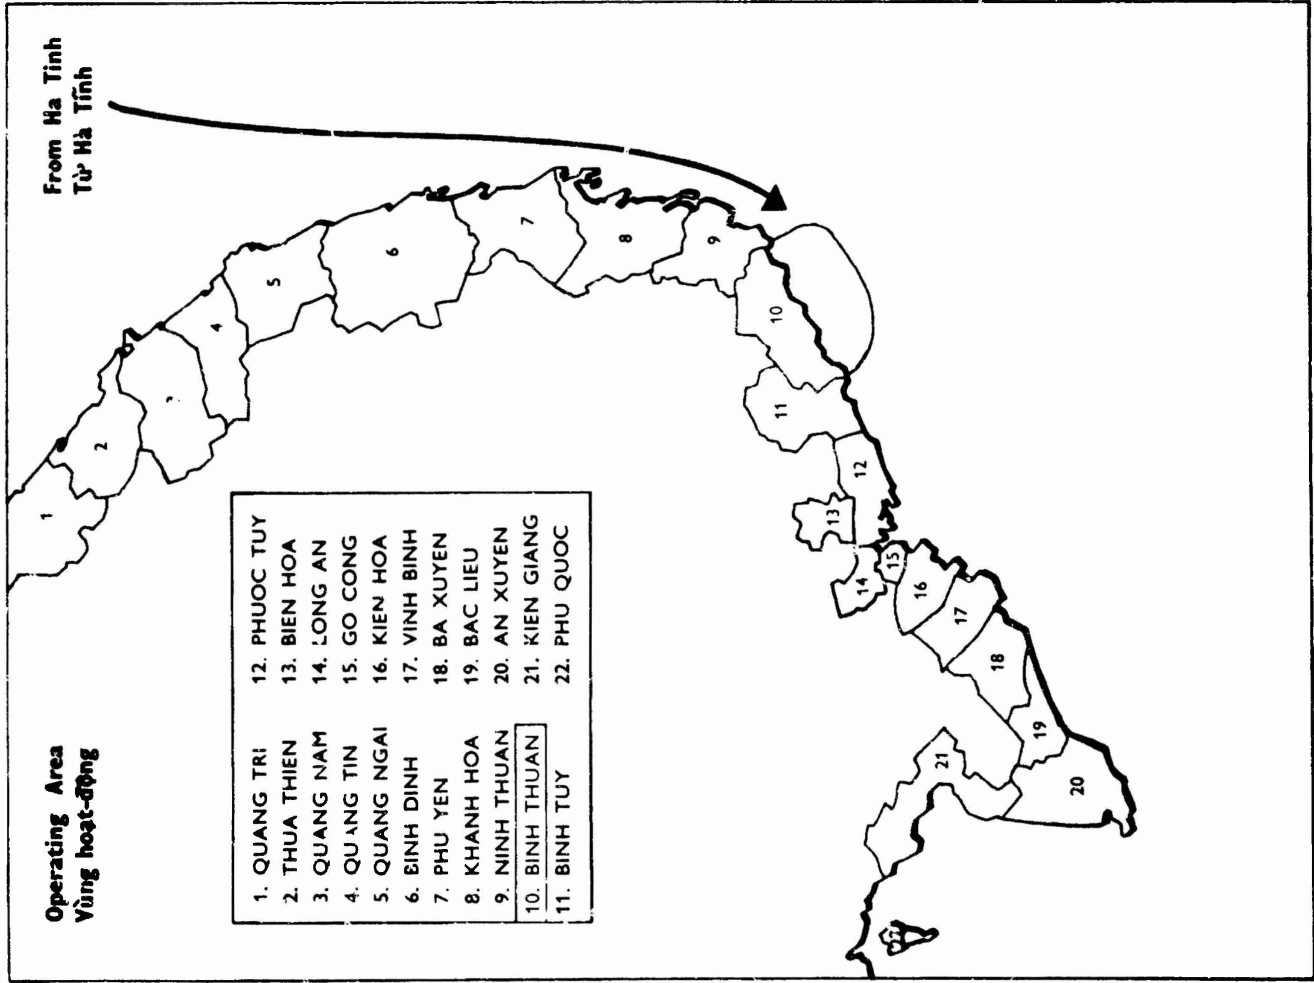 Operating Area
Vùng hoạt-động
From Ha Tinh
Từ Hà Tĩnh
1. QUANG TRI
2. THUA THIEN
3. QUANG NAM
4. QUANG TIN
5. QUANG NGAI
6. BINH DINH
7. PHU YEN
8. KHANH HOA
9. NINH THUAN
10. BINH THUAN
11. BINH TUY
12. PHUOC TUY
13. BIEN HOA
14. LONG AN
15. GO CONG
16. KIEN HOA
17. VINH BINH
18. BA XUYEN
19. BAC LIEU
20. AN XUYEN
21. KIEN GIANG
22. PHU QUOC
1
2
4
5
6
7
8
9
10
11
12
13
14
15
16
17
18
19
20
21